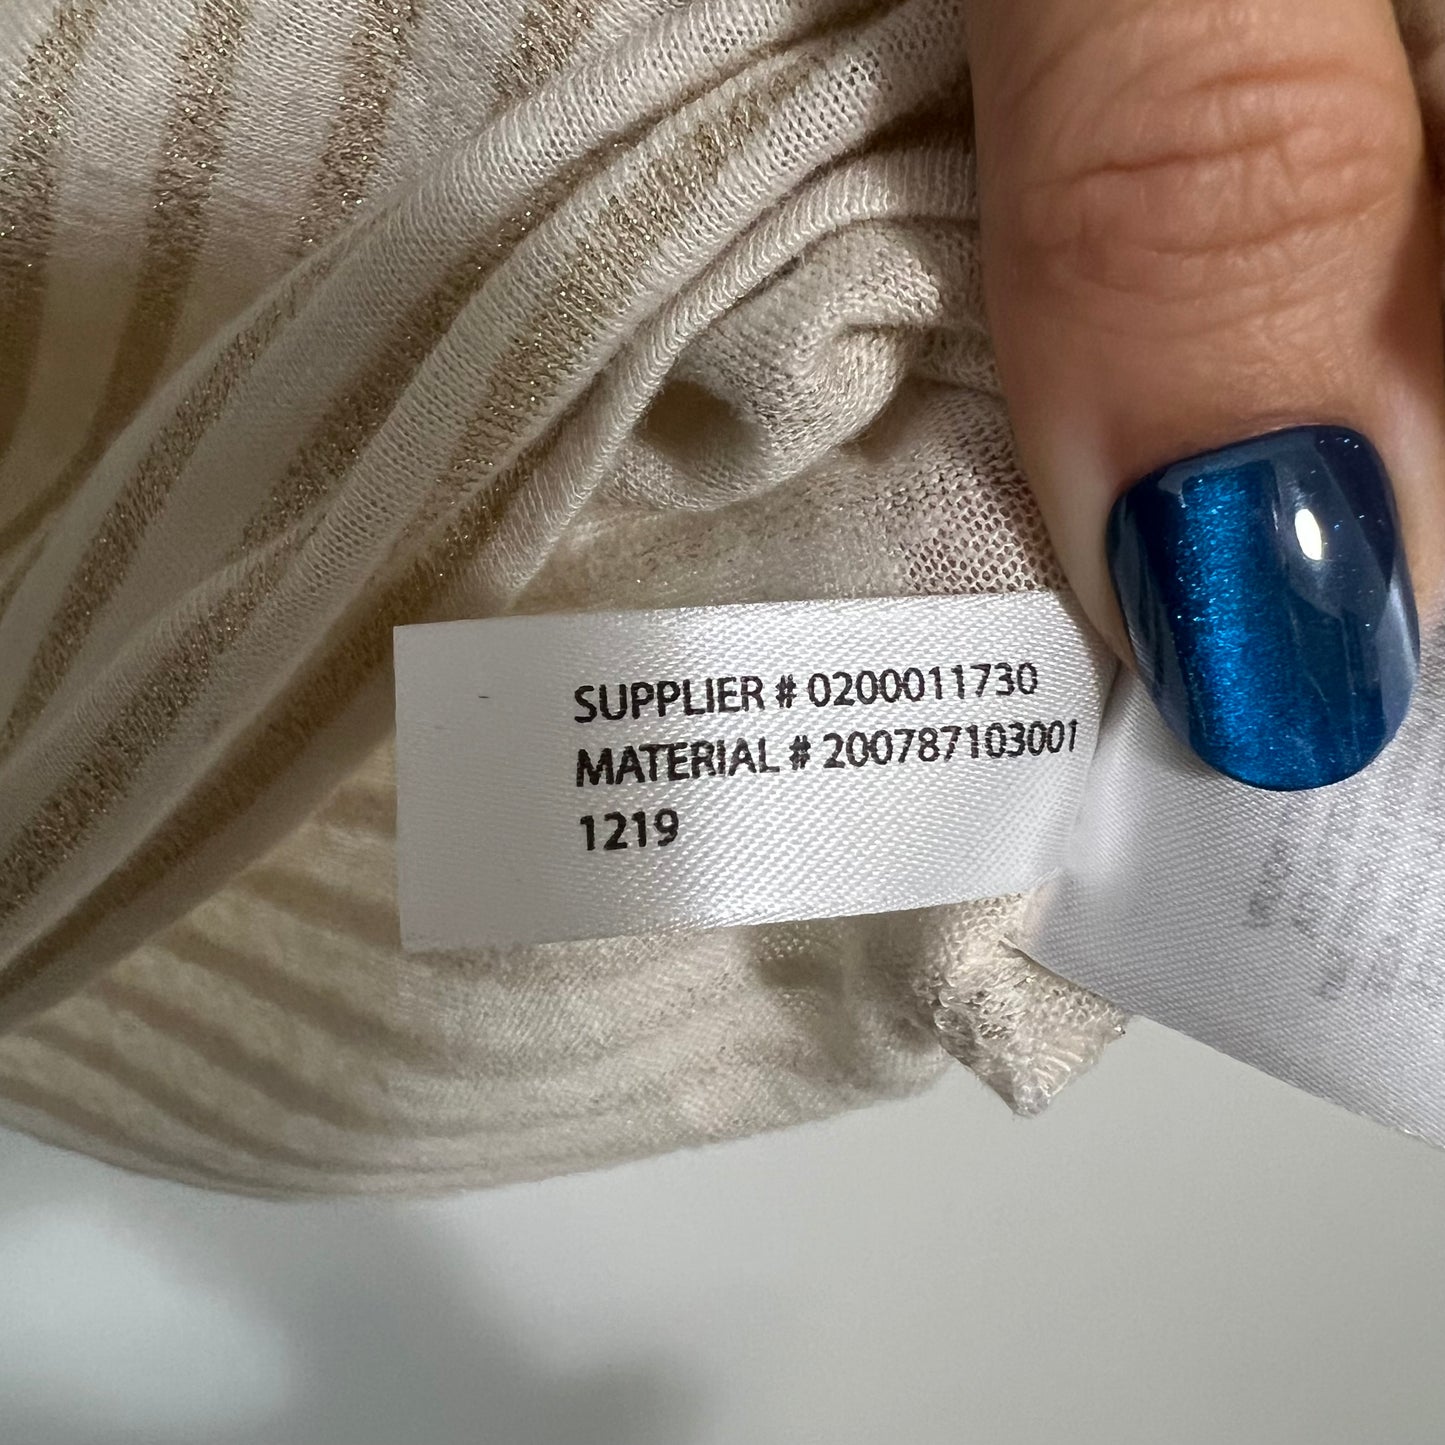 SUPPLIER # 0200011730
MATERIAL # 200787103001
1219